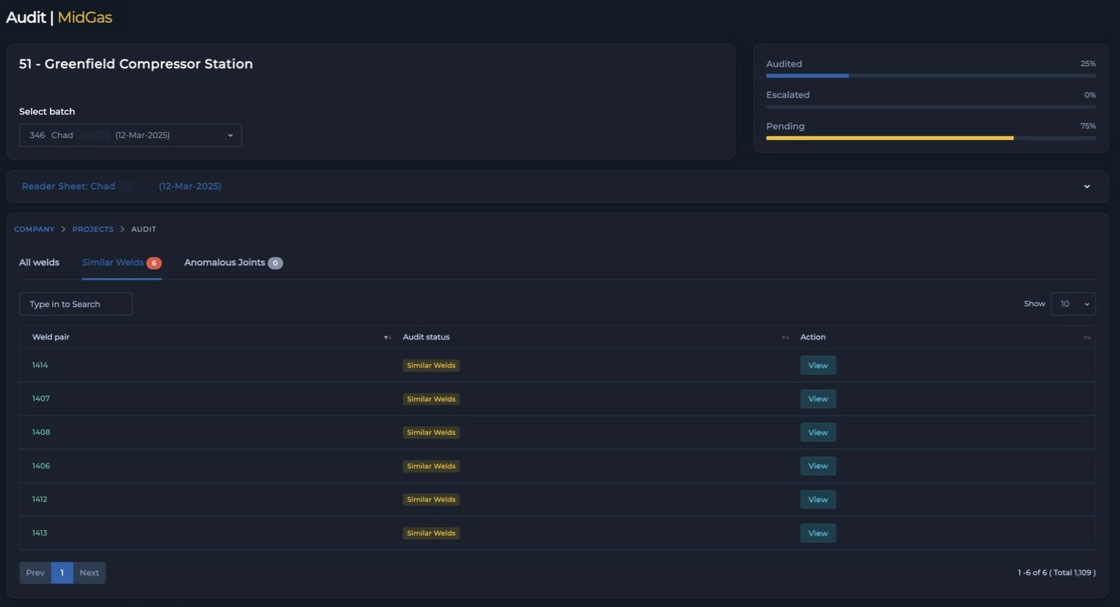 Audit | MidGas
51 - Greenfield Compressor Station
Select batch
346 Chad (12-Mar-2025)
Audited 25%
Escalated 0%
Pending 75%
Reader Sheet: Chad (12-Mar-2025)
COMPANY > PROJECTS > AUDIT
All welds Similar Welds 6 Anomalous Joints 0
Type in to Search Show 10
Weld pair Audit status Action
1414 Similar Welds View
1407 Similar Welds View
1408 Similar Welds View
1406 Similar Welds View
1412 Similar Welds View
1413 Similar Welds View
Prev 1 Next 1 -6 of 6 ( Total 1,109 )